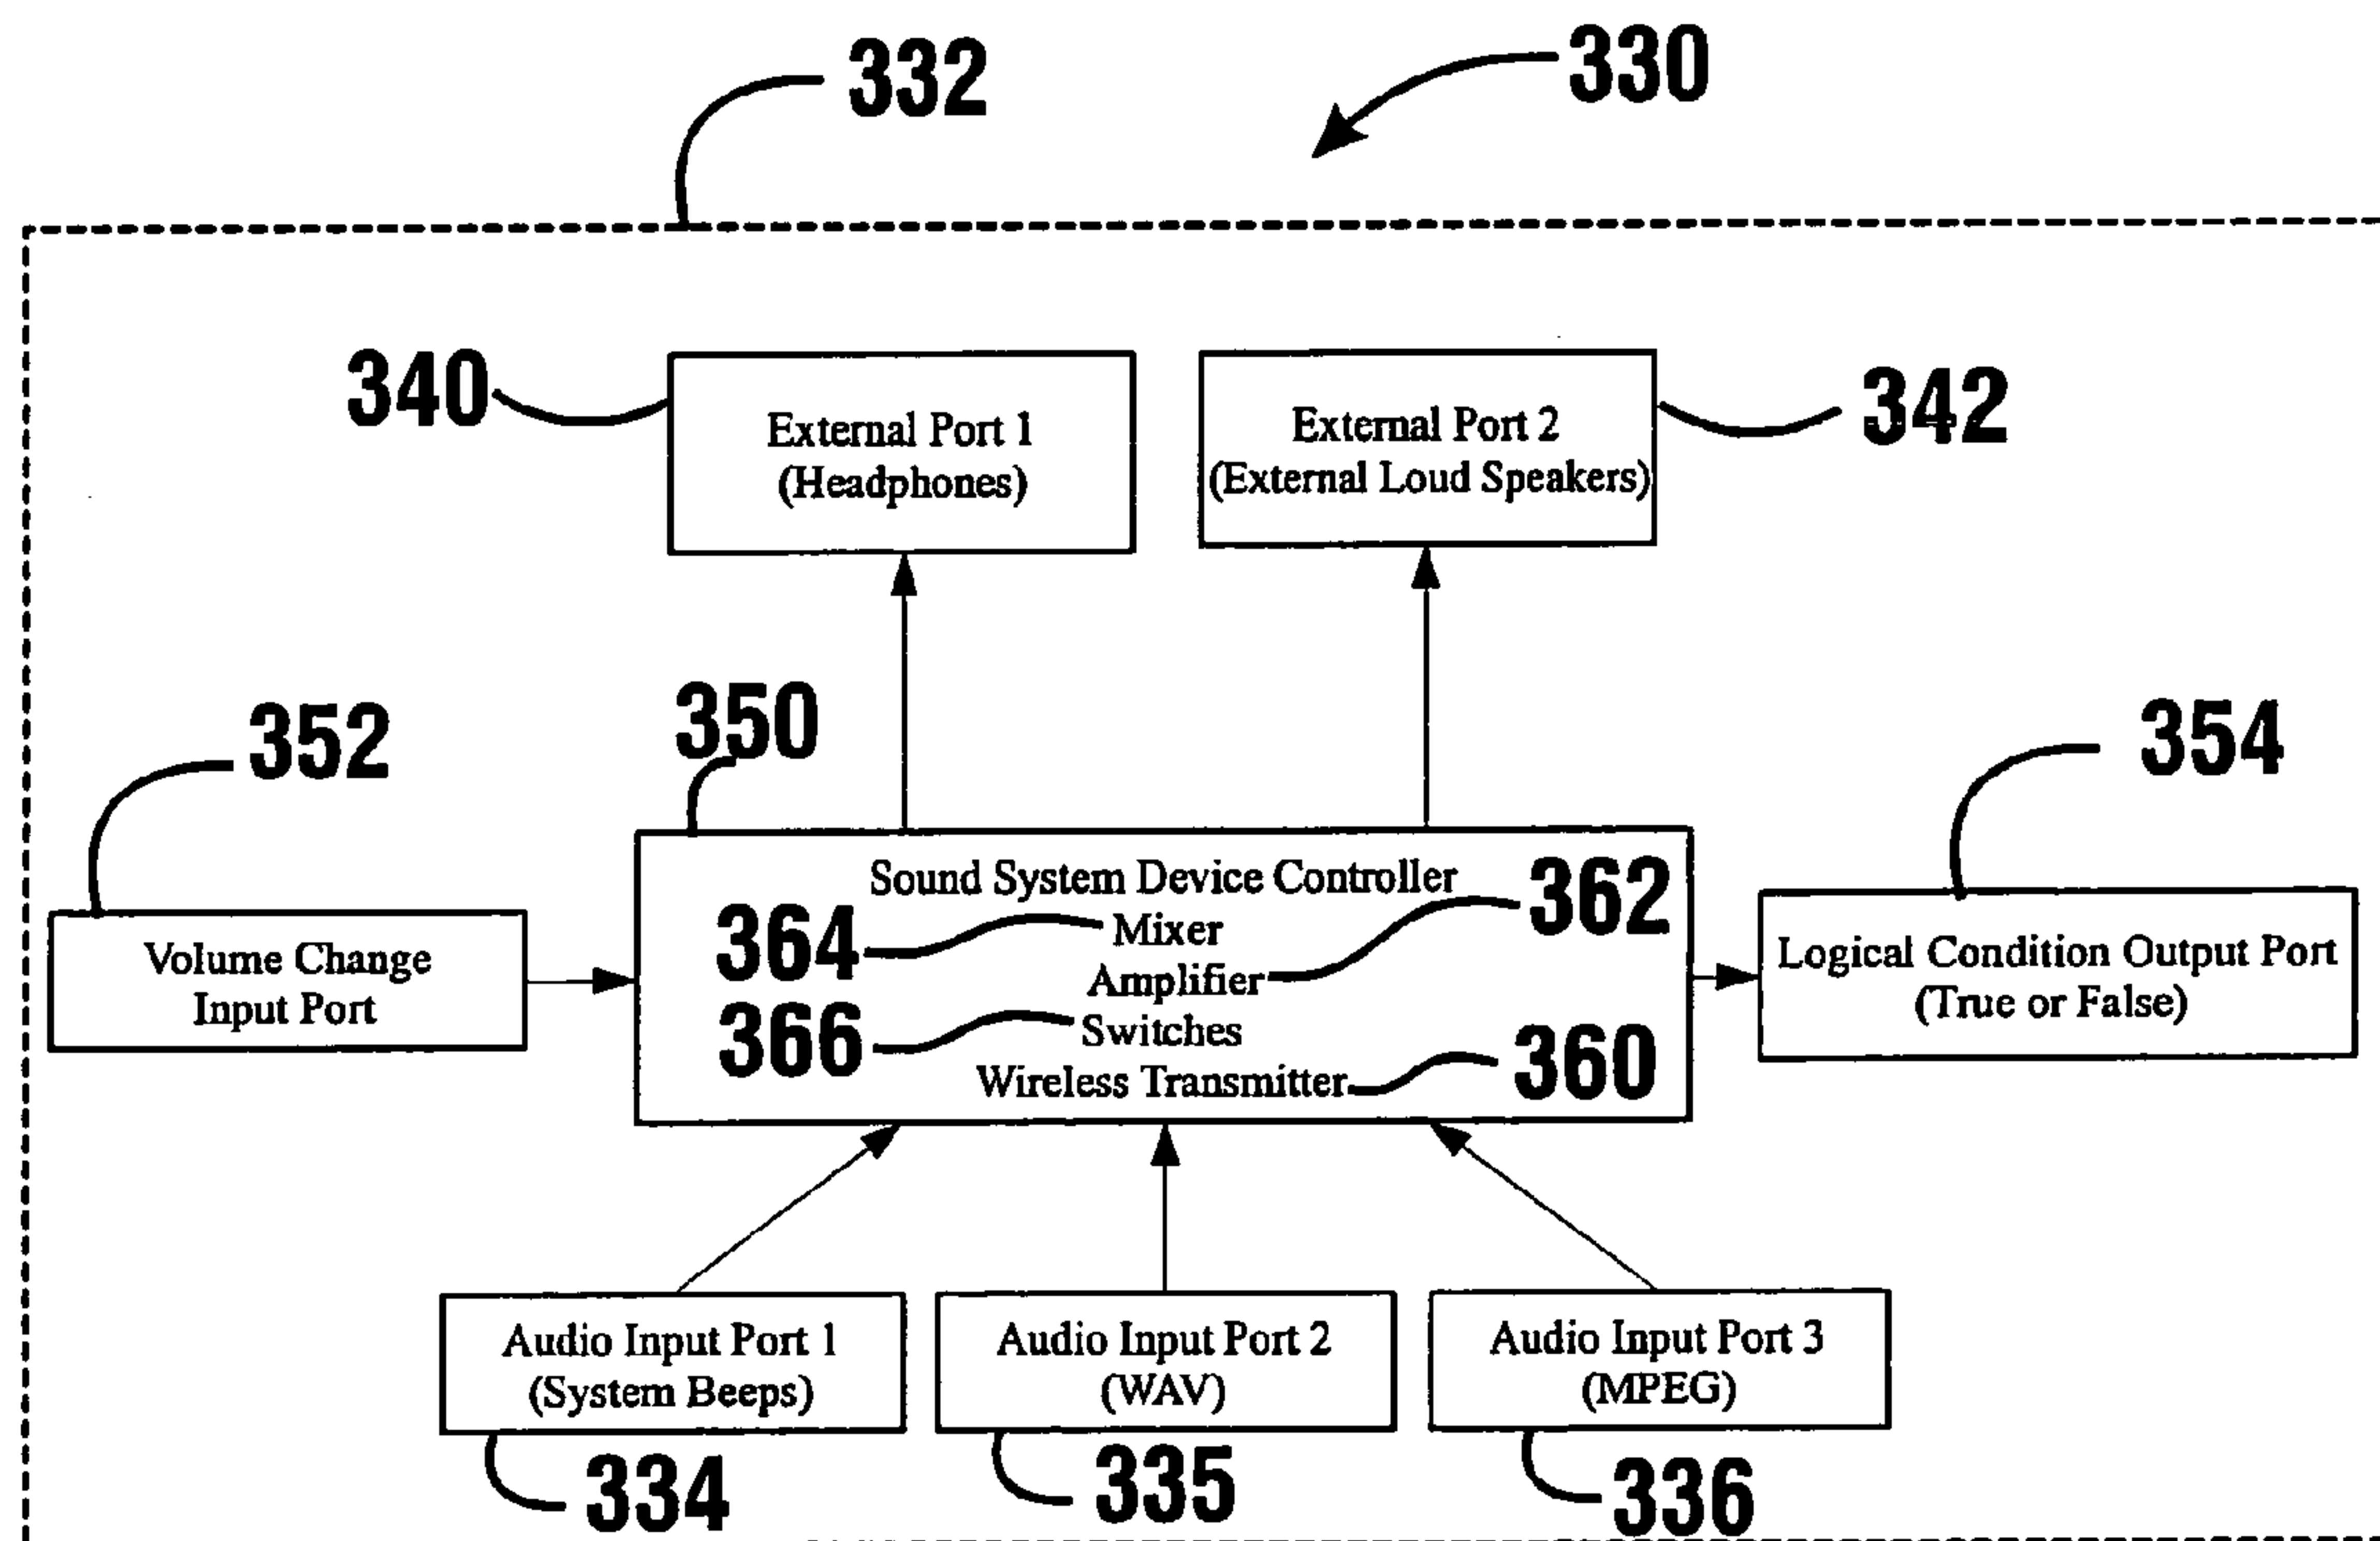 332
330
340
External Port 1
(Headphones)
External Port 2
(External Loud Speakers)
342
352
350
354
Volume Change
Input Port
Sound System Device Controller
362
364
Mixer
Amplifier
366
Switches
Wireless Transmitter
360
Logical Condition Output Port
(True or False)
Audio Input Port 1
(System Beeps)
Audio Input Port 2
(WAV)
Audio Input Port 3
(MPEG)
334
335
336